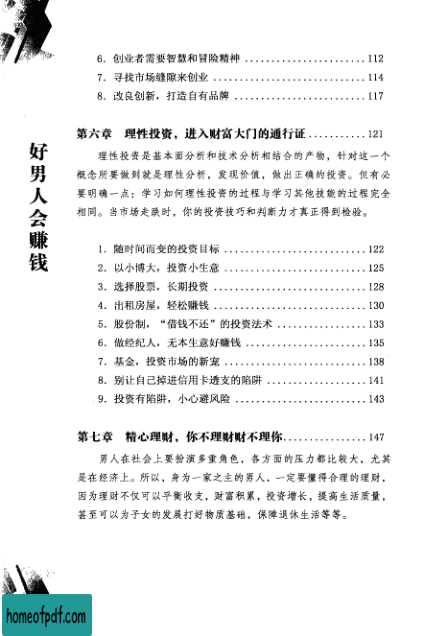 好男人会赚钱
6. 创业者需要智慧和冒险精神 ........................ 112
7. 寻找市场缝隙来创业 ........................ 114
8. 改良创新，打造自有品牌 ........................ 117
第六章 理性投资，进入财富大门的通行证 ........... 121
理性投资是基本面分析和技术分析相结合的产物，针对这一个
概念所要做到就是理性分析，发现价值，做出正确的投资。但有必
要明确一点：学习如何理性投资的过程与学习其他技能的过程完全
相同。当市场走跌时，你的投资技巧和判断力才真正得到检验。
1. 随时间而变的投资目标 ........................ 122
2. 以小博大，投资小生意 ........................ 125
3. 选择股票，长期投资 ........................ 128
4. 出租房屋，轻松赚钱 ........................ 130
5. 股份制，“借钱不还”的投资法术 ................ 133
6. 做经纪人，无本生意好赚钱 ..................... 135
7. 基金，投资市场的新宠 ........................ 138
8. 别让自己掉进信用卡透支的陷阱 .................. 141
9. 投资有陷阱，小心避风险 ....................... 143
第七章 精心理财，你不理财财不理你 ................ 147
男人在社会上要扮演多重角色，各方面的压力都比较大，尤其
是在经济上。所以，身为一家之主的男人，一定要懂得合理的理财，
因为理财不仅可以平衡收支，财富积累，投资增长，提高生活质量，
甚至可以为子女的发展打好物质基础，保障退休生活等等。
homeofpdf.com